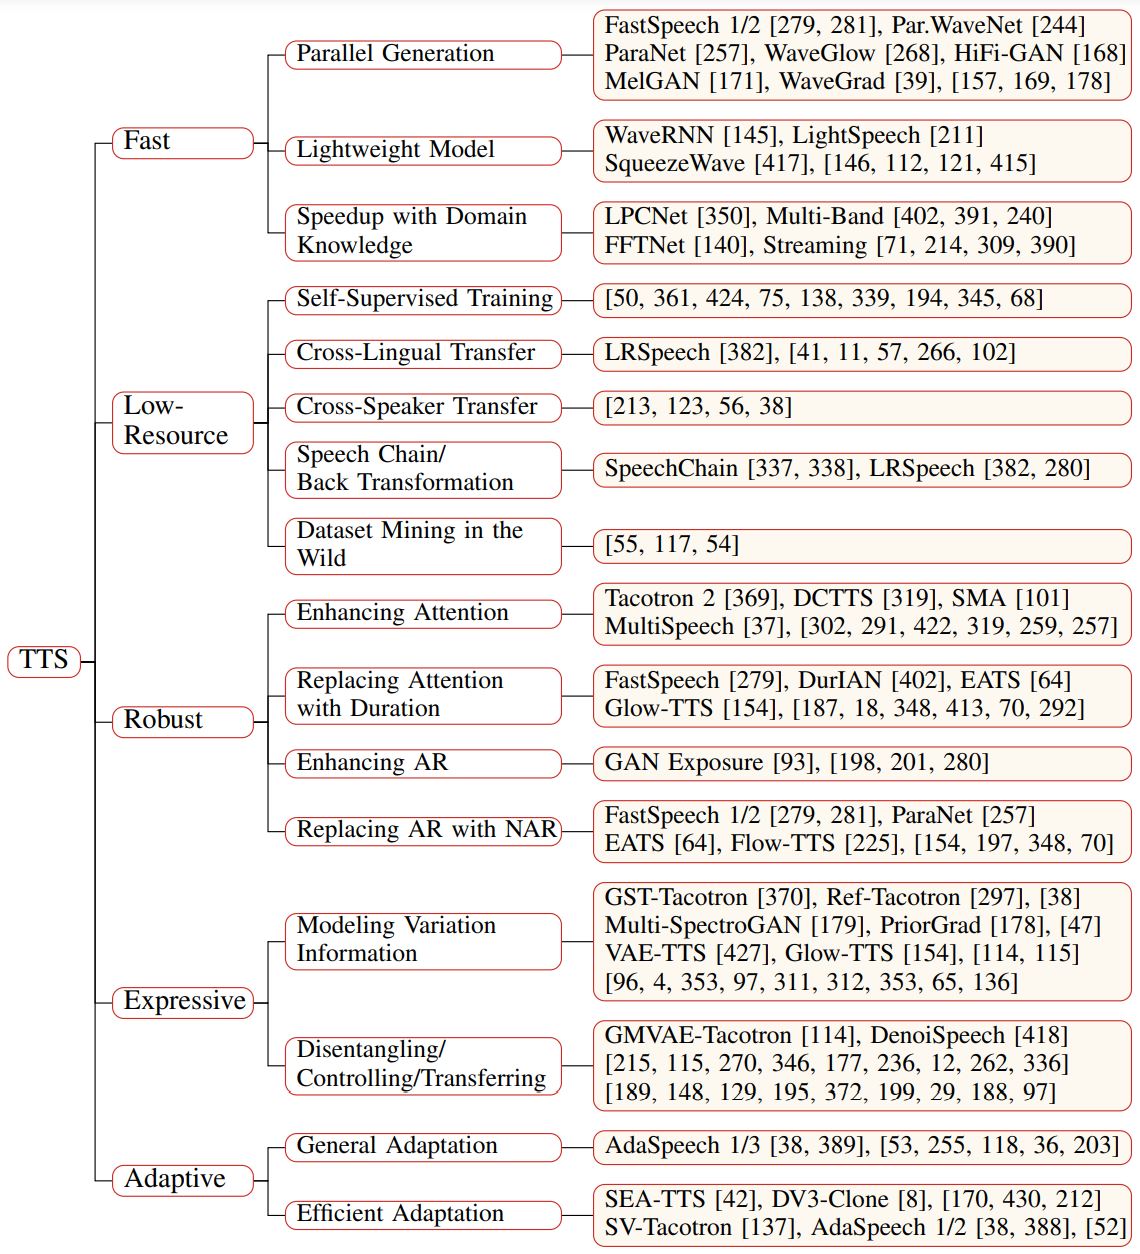 TTS
Fast
Parallel Generation
FastSpeech 1/2 [279, 281], Par.WaveNet [244]
ParaNet [257], WaveGlow [268], HiFi-GAN [168]
MelGAN [171], WaveGrad [39], [157, 169, 178]
Lightweight Model
WaveRNN [145], LightSpeech [211]
SqueezeWave [417], [146, 112, 121, 415]
Speedup with Domain
Knowledge
LPCNet [350], Multi-Band [402, 391, 240]
FFTNet [140], Streaming [71, 214, 309, 390]
Low-
Resource
Self-Supervised Training
[50, 361, 424, 75, 138, 339, 194, 345, 68]
Cross-Lingual Transfer
LRSpeech [382], [41, 11, 57, 266, 102]
Cross-Speaker Transfer
[213, 123, 56, 38]
Speech Chain/
Back Transformation
SpeechChain [337, 338], LRSpeech [382, 280]
Dataset Mining in the
Wild
[55, 117, 54]
Robust
Enhancing Attention
Tacotron 2 [369], DCTTS [319], SMA [101]
MultiSpeech [37], [302, 291, 422, 319, 259, 257]
Replacing Attention
with Duration
FastSpeech [279], DurIAN [402], EATS [64]
Glow-TTS [154], [187, 18, 348, 413, 70, 292]
Enhancing AR
GAN Exposure [93], [198, 201, 280]
Replacing AR with NAR
FastSpeech 1/2 [279, 281], ParaNet [257]
EATS [64], Flow-TTS [225], [154, 197, 348, 70]
Expressive
Modeling Variation
Information
GST-Tacotron [370], Ref-Tacotron [297], [38]
Multi-SpectroGAN [179], PriorGrad [178], [47]
VAE-TTS [427], Glow-TTS [154], [114, 115]
[96, 4, 353, 97, 311, 312, 353, 65, 136]
Disentangling/
Controlling/Transferring
GMVAE-Tacotron [114], DenoiSpeech [418]
[215, 115, 270, 346, 177, 236, 12, 262, 336]
[189, 148, 129, 195, 372, 199, 29, 188, 97]
Adaptive
General Adaptation
AdaSpeech 1/3 [38, 389], [53, 255, 118, 36, 203]
Efficient Adaptation
SEA-TTS [42], DV3-Clone [8], [170, 430, 212]
SV-Tacotron [137], AdaSpeech 1/2 [38, 388], [52]